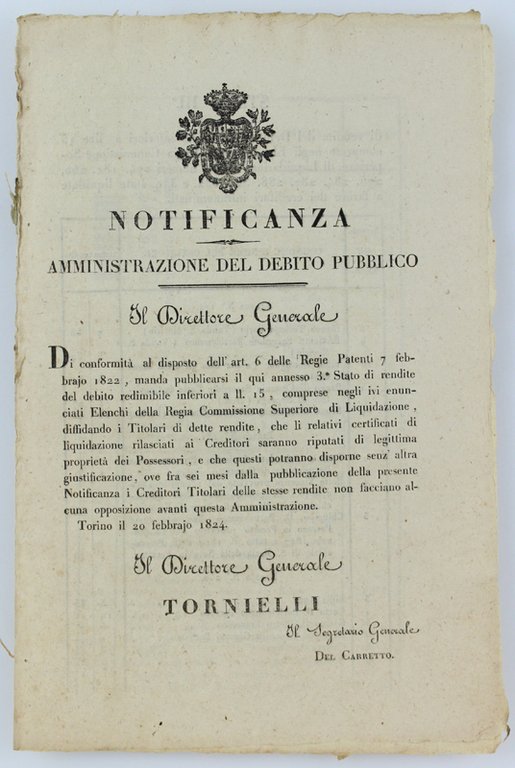 NOTIFICANZA
AMMINISTRAZIONE DEL DEBITO PUBBLICO
Il Direttore Generale
Di conformità al disposto dell'art. 6 delle Regie Patenti 7 feb-
brajo 1822, manda pubblicarsi il qui annesso 3.° Stato di rendite
del debito redimibile inferiori a ll. 15, comprese negli ivi enun-
ciati Elenchi della Regia Commissione Superiore di Liquidazione,
diffidando i Titolari di dette rendite, che li relativi certificati di
liquidazione rilasciati ai Creditori saranno riputati di legittima
proprietà dei Possessori, e che questi potranno disporne senz'altra
giustificazione, ove fra sei mesi dalla pubblicazione della presente
Notificanza i Creditori Titolari delle stesse rendite non facciano al-
cuna opposizione avanti questa Amministrazione.
Torino il 20 febbrajo 1824.
Il Direttore Generale
TORNIELLI
Il Segretario Generale
DEL CARRETTO.